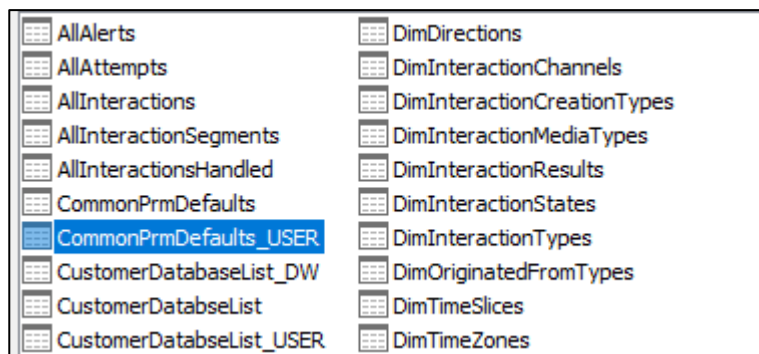 AllAlerts
AllAttempts
AllInteractions
AllInteractionSegments
AllInteractionsHandled
CommonPrmDefaults
CommonPrmDefaults_USER
CustomerDatabaseList_DW
CustomerDatabseList
CustomerDatabseList_USER
DimDirections
DimInteractionChannels
DimInteractionCreationTypes
DimInteractionMediaTypes
DimInteractionResults
DimInteractionStates
DimInteractionTypes
DimOriginatedFromTypes
DimTimeSlices
DimTimeZones